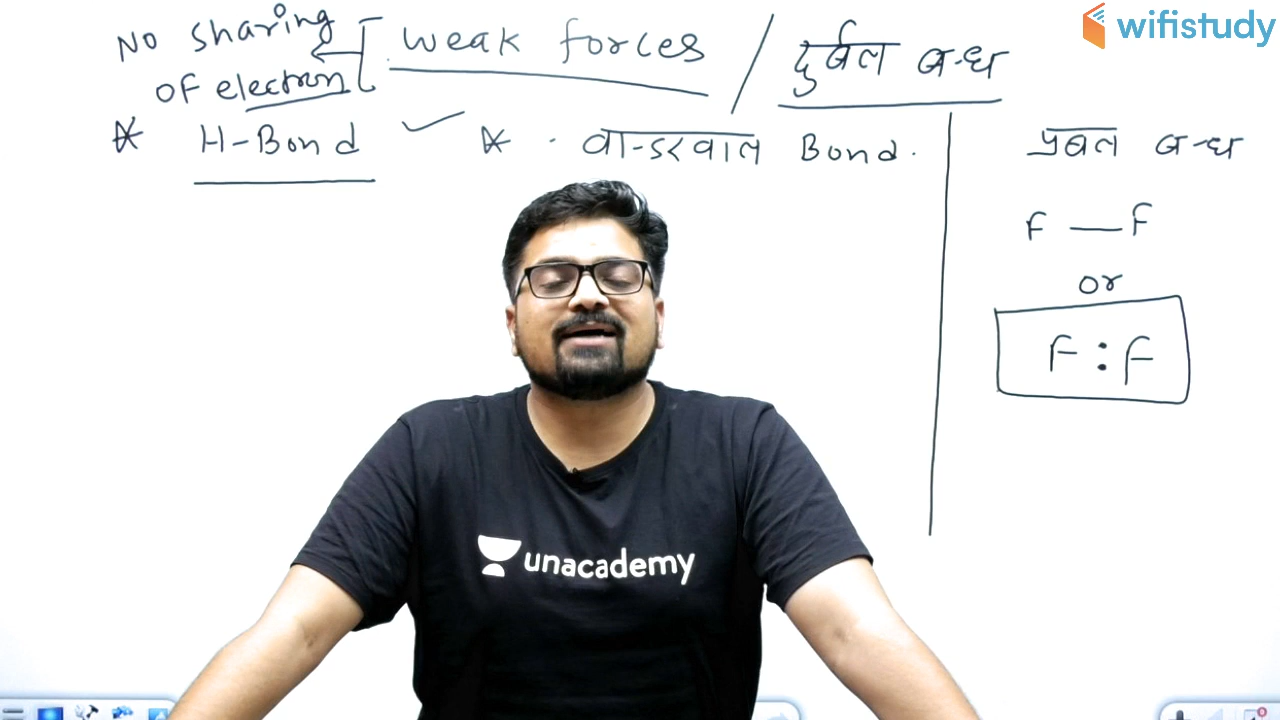 wifistudy
No sharing
of electron
weak forces / दुर्बल बन्ध
* H-Bond ✓ * वान्डरवाल Bond.
प्रबल बन्ध
F — F
or
F : F
unacademy